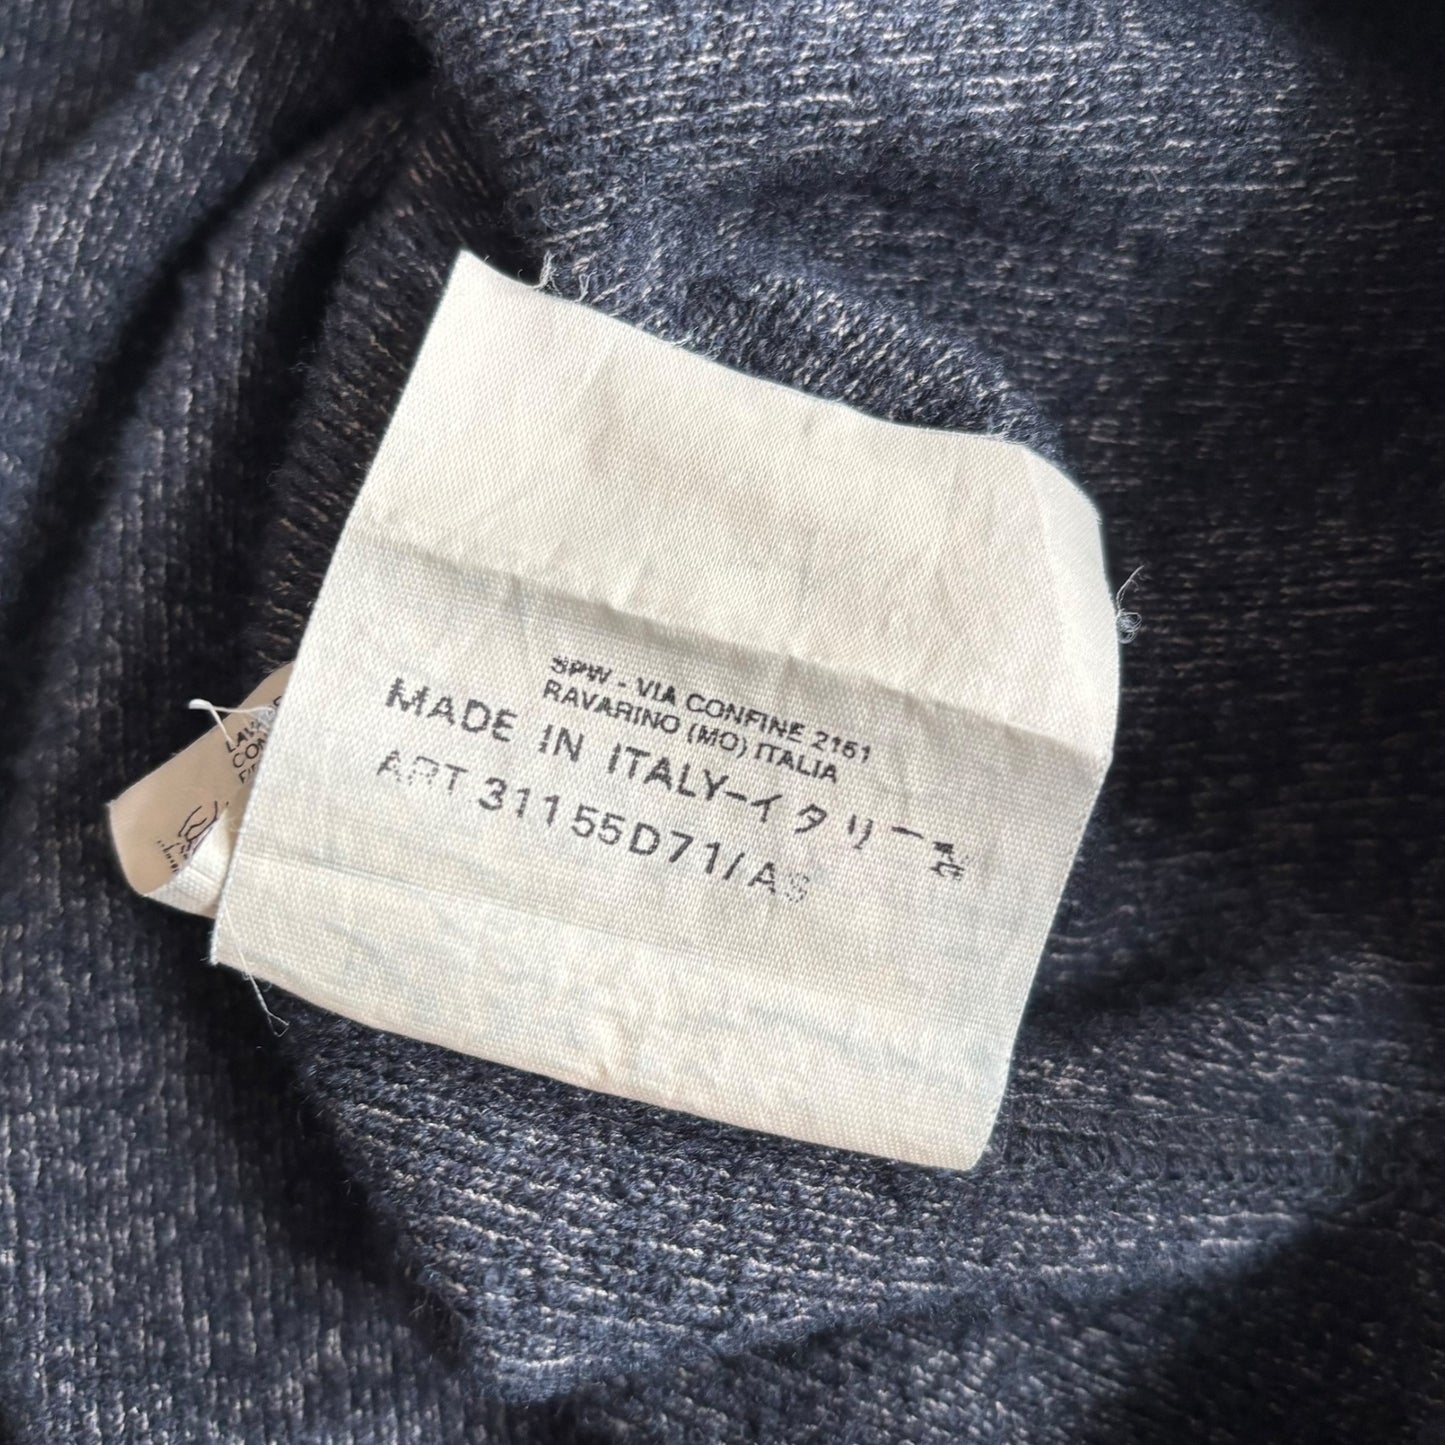 SPW - VIA CONFINE 2161
RAVARINO (MO) ITALIA
MADE IN ITALY-イタリー製
ART 31155D71/AS